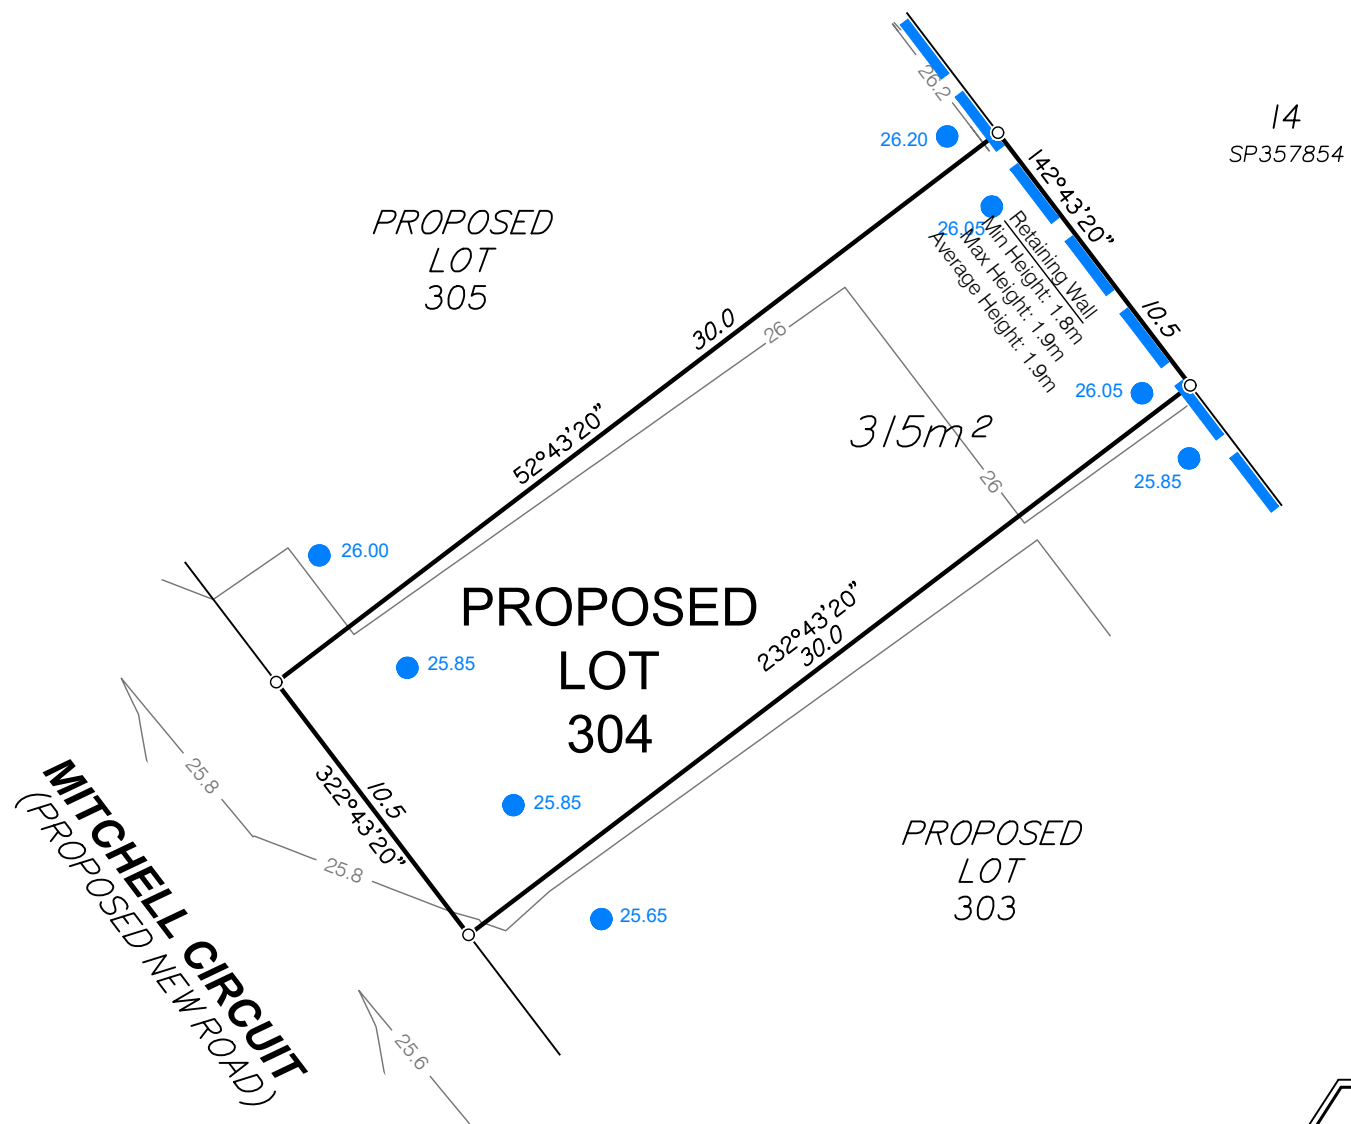 26.2
14
SP357854
26.20
142°43'20"
PROPOSED
LOT
305
26.05
Retaining Wall
Min Height: 1.8m
Max Height: 1.9m
Average Height: 1.9m
10.5
30.0
26
26.05
315m²
52°43'20"
26
25.85
26.00
PROPOSED
LOT
304
232°43'20"
30.0
25.85
25.8
10.5
322°43'20"
25.85
25.8
25.65
PROPOSED
LOT
303
MITCHELL CIRCUIT
(PROPOSED NEW ROAD)
25.6